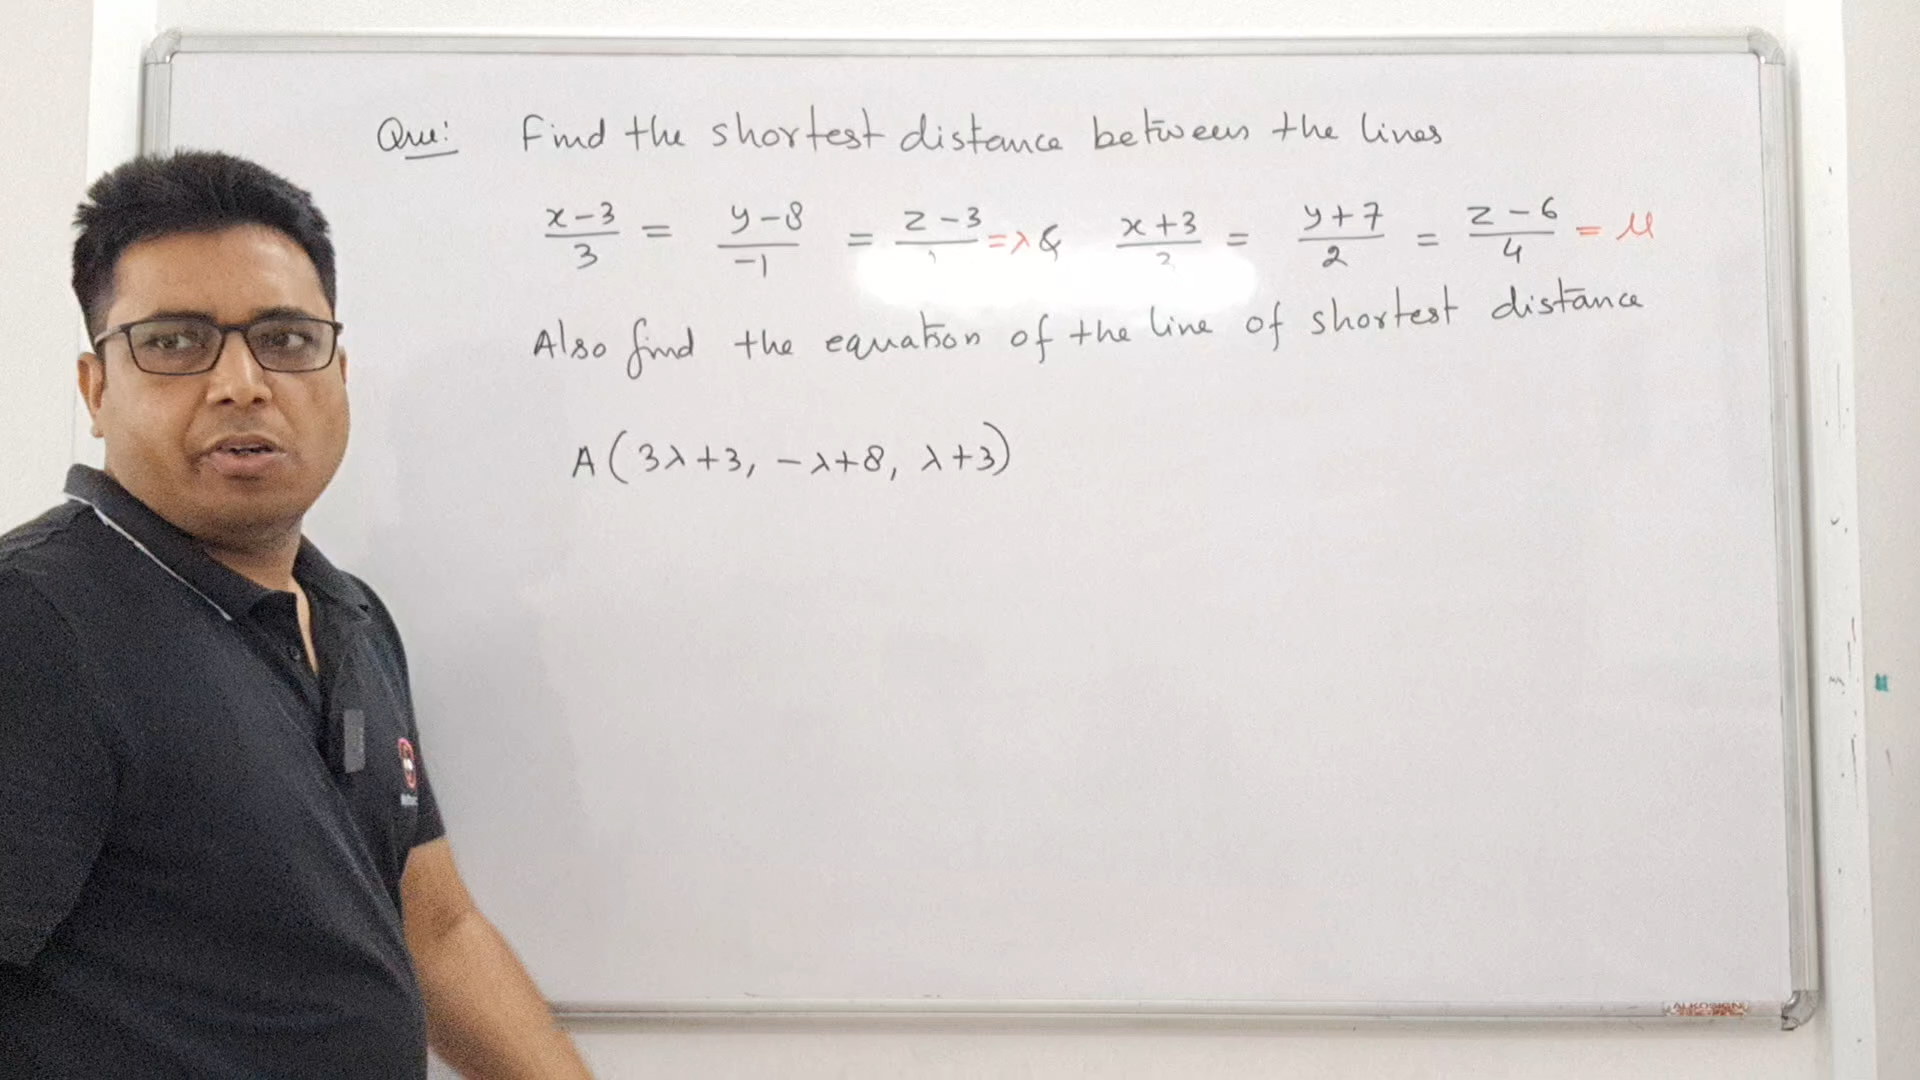 Que: Find the shortest distance between the lines
x-3/3 = y-8/-1 = z-3/1 = λ & x+3/ = y+7/2 = z-6/4 = μ
Also find the equation of the line of shortest distance
A(3λ+3, -λ+8, λ+3)